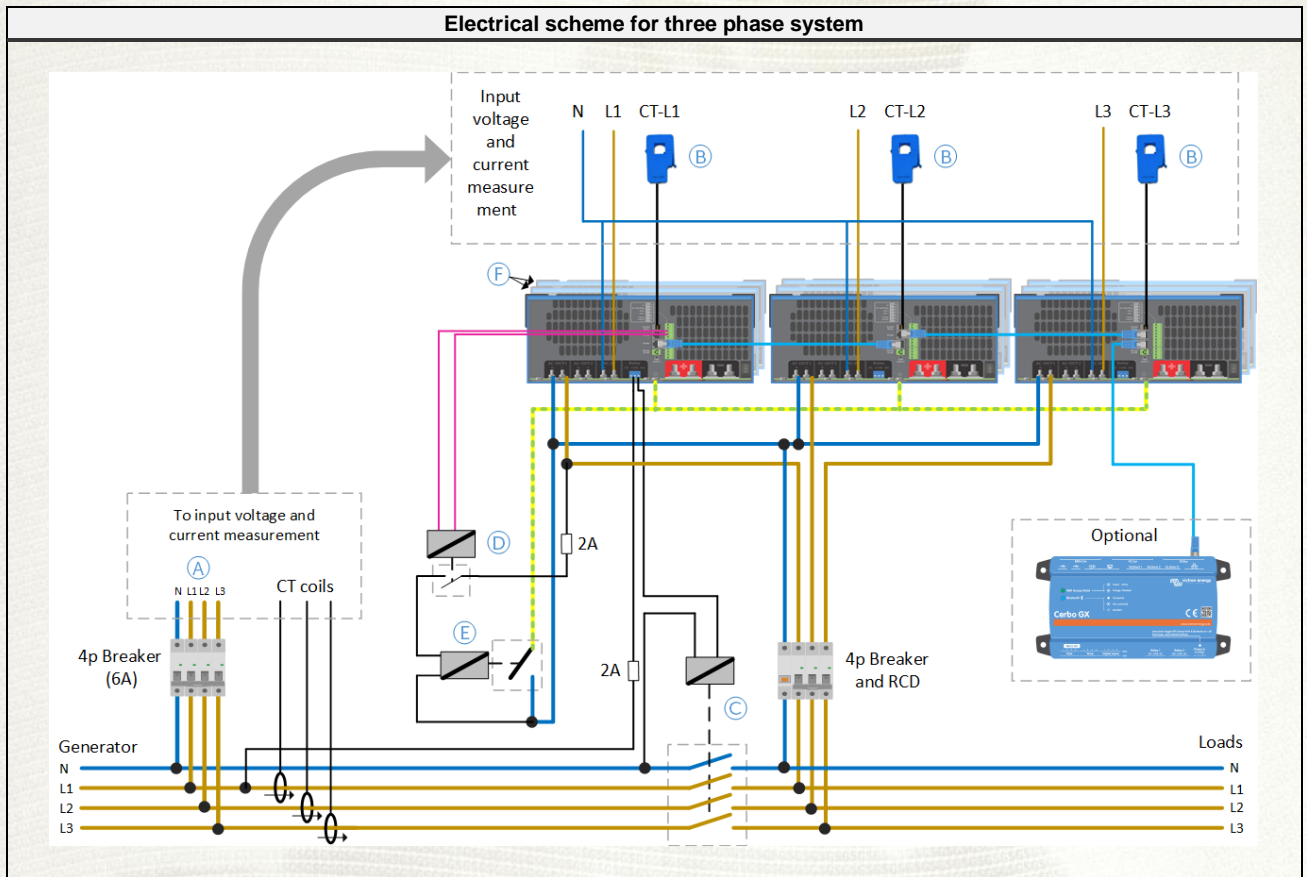 Electrical scheme for three phase system
Input
voltage
and
current
measure
ment
N L1 CT-L1
L2 CT-L2
L3 CT-L3
B
B
B
F
To input voltage and
current measurement
A
N L1 L2 L3
CT coils
4p Breaker
(6A)
D
2A
E
2A
C
4p Breaker
and RCD
Optional
victron energy
Cerbo GX
Generator
N
L1
L2
L3
Loads
N
L1
L2
L3